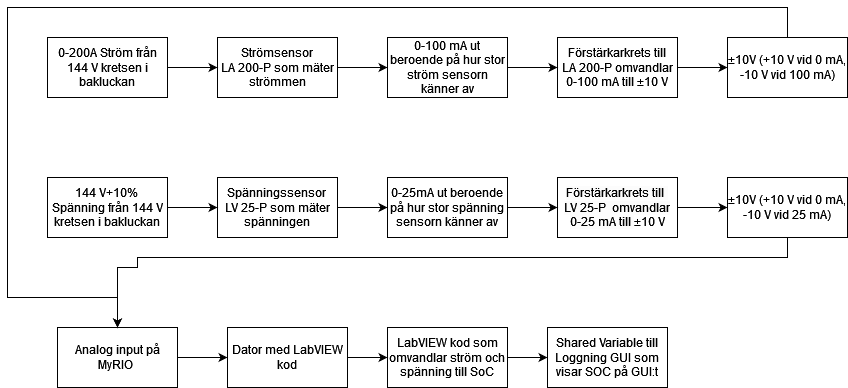 0-200A Ström från
144 V kretsen i
bakluckan
Strömsensor
LA 200-P som mäter
strömmen
0-100 mA ut
beroende på hur stor
ström sensorn
känner av
Förstärkarkrets till
LA 200-P omvandlar
0-100 mA till ±10 V
±10V (+10 V vid 0 mA,
-10 V vid 100 mA)
144 V+10%
Spänning från 144 V
kretsen i bakluckan
Spänningssensor
LV 25-P som mäter
spänningen
0-25mA ut beroende
på hur stor spänning
sensorn känner av
Förstärkarkrets till
LV 25-P omvandlar
0-25 mA till ±10 V
±10V (+10 V vid 0 mA,
-10 V vid 25 mA)
Analog input på
MyRIO
Dator med LabVIEW
kod
LabVIEW kod som
omvandlar ström och
spänning till SoC
Shared Variable till
Loggning GUI som
visar SOC på GUI:t